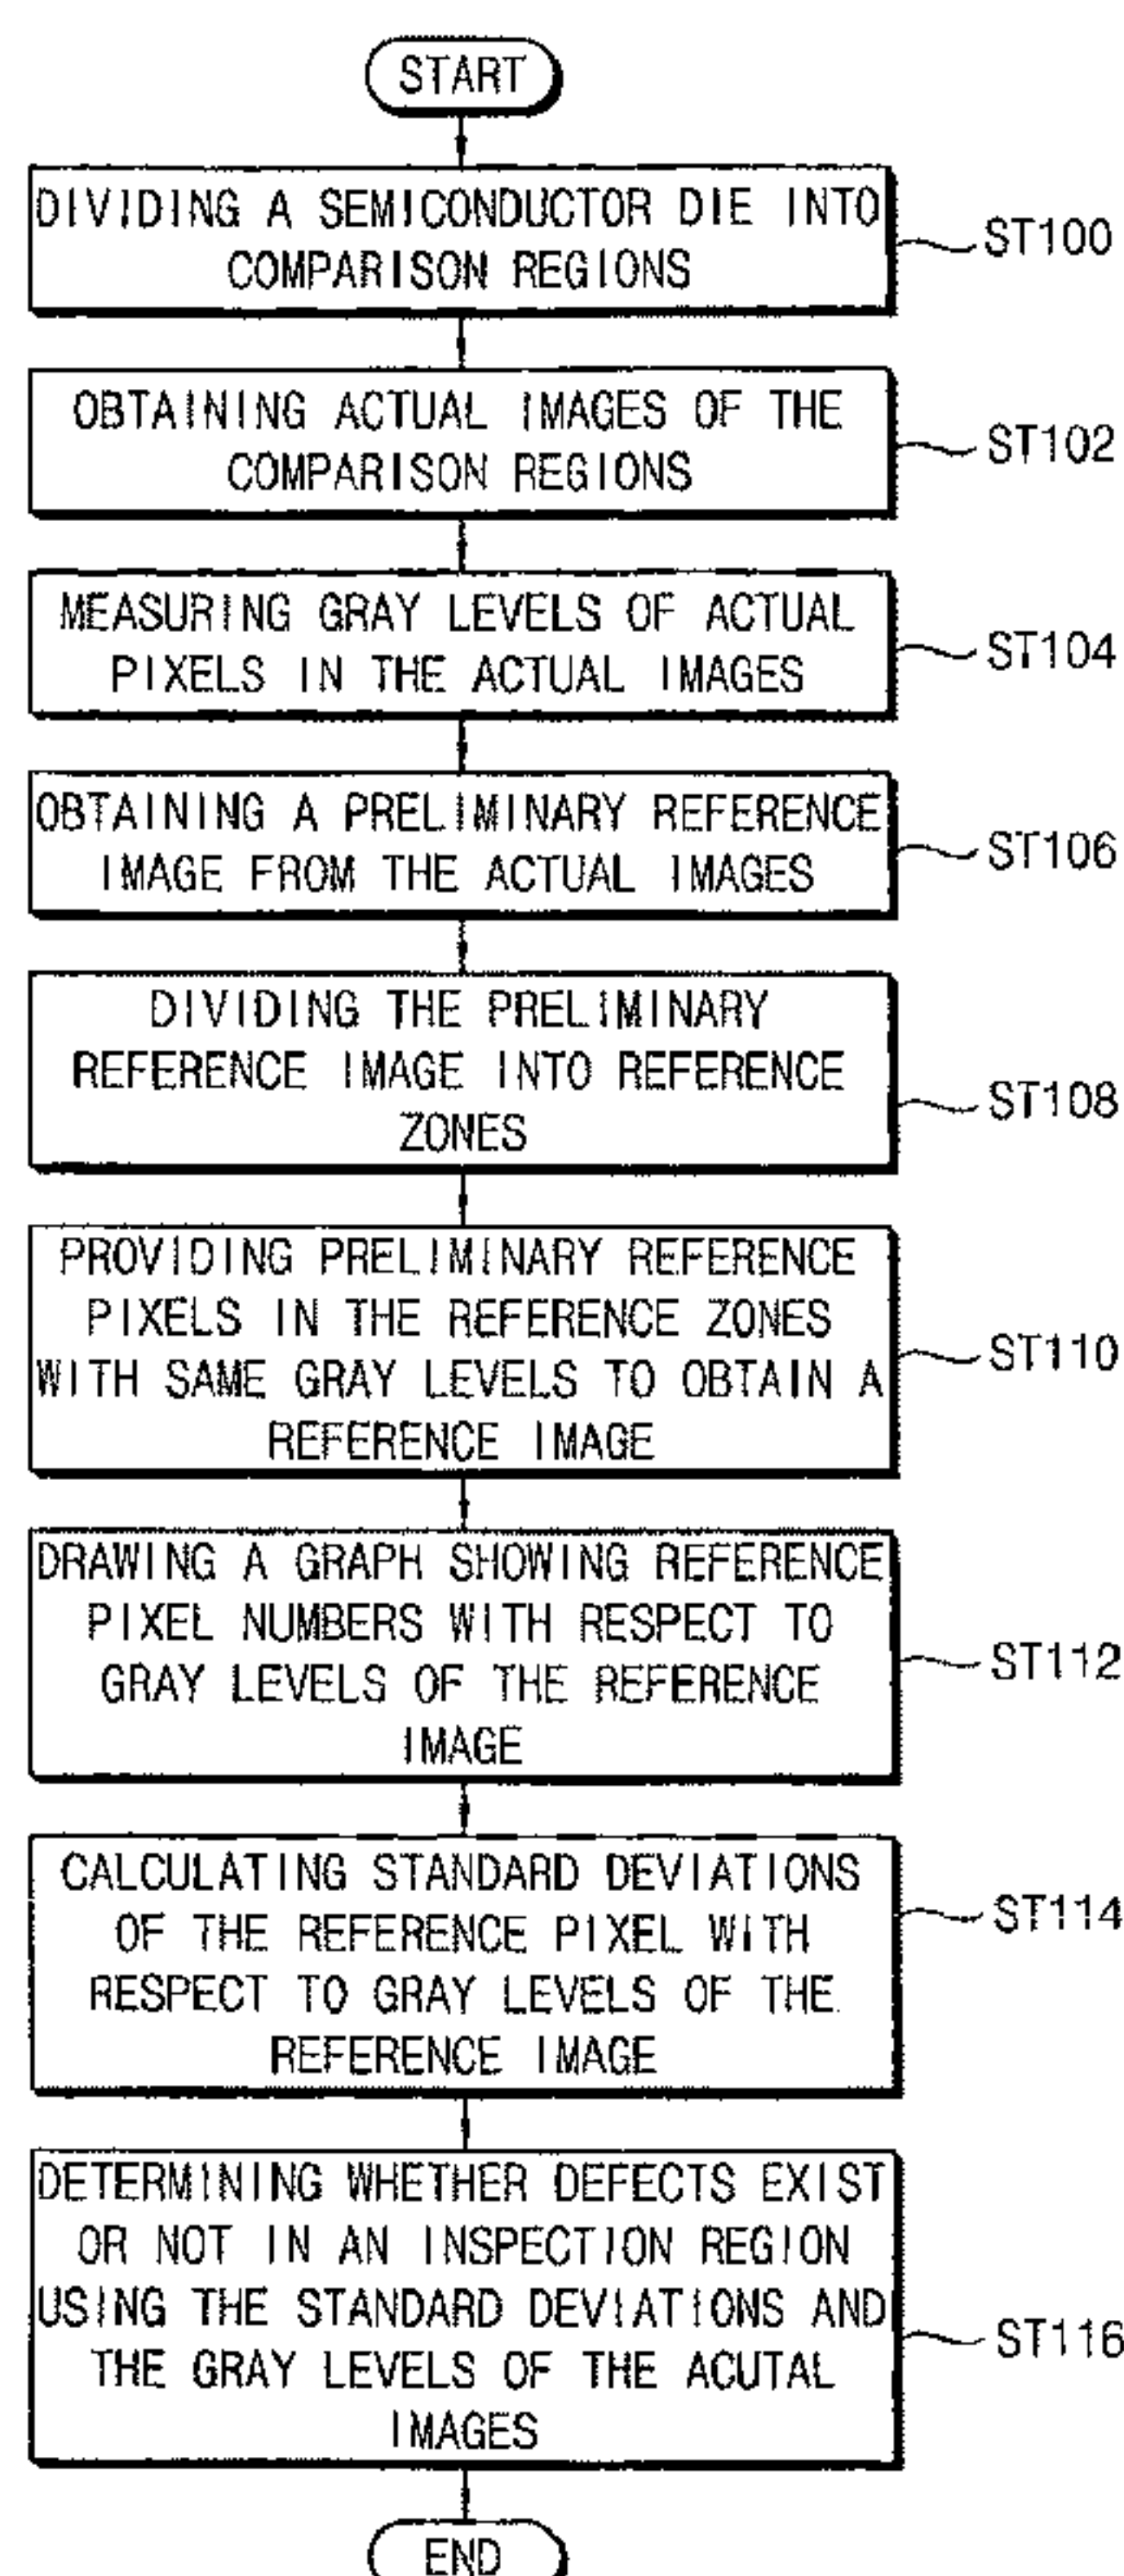 START
DIVIDING A SEMICONDUCTOR DIE INTO
COMPARISON REGIONS
ST100
OBTAINING ACTUAL IMAGES OF THE
COMPARISON REGIONS
ST102
MEASURING GRAY LEVELS OF ACTUAL
PIXELS IN THE ACTUAL IMAGES
ST104
OBTAINING A PRELIMINARY REFERENCE
IMAGE FROM THE ACTUAL IMAGES
ST106
DIVIDING THE PRELIMINARY
REFERENCE IMAGE INTO REFERENCE
ZONES
ST108
PROVIDING PRELIMINARY REFERENCE
PIXELS IN THE REFERENCE ZONES
WITH SAME GRAY LEVELS TO OBTAIN A
REFERENCE IMAGE
ST110
DRAWING A GRAPH SHOWING REFERENCE
PIXEL NUMBERS WITH RESPECT TO
GRAY LEVELS OF THE REFERENCE
IMAGE
ST112
CALCULATING STANDARD DEVIATIONS
OF THE REFERENCE PIXEL WITH
RESPECT TO GRAY LEVELS OF THE
REFERENCE IMAGE
ST114
DETERMINING WHETHER DEFECTS EXIST
OR NOT IN AN INSPECTION REGION
USING THE STANDARD DEVIATIONS AND
THE GRAY LEVELS OF THE ACUTAL
IMAGES
ST116
END